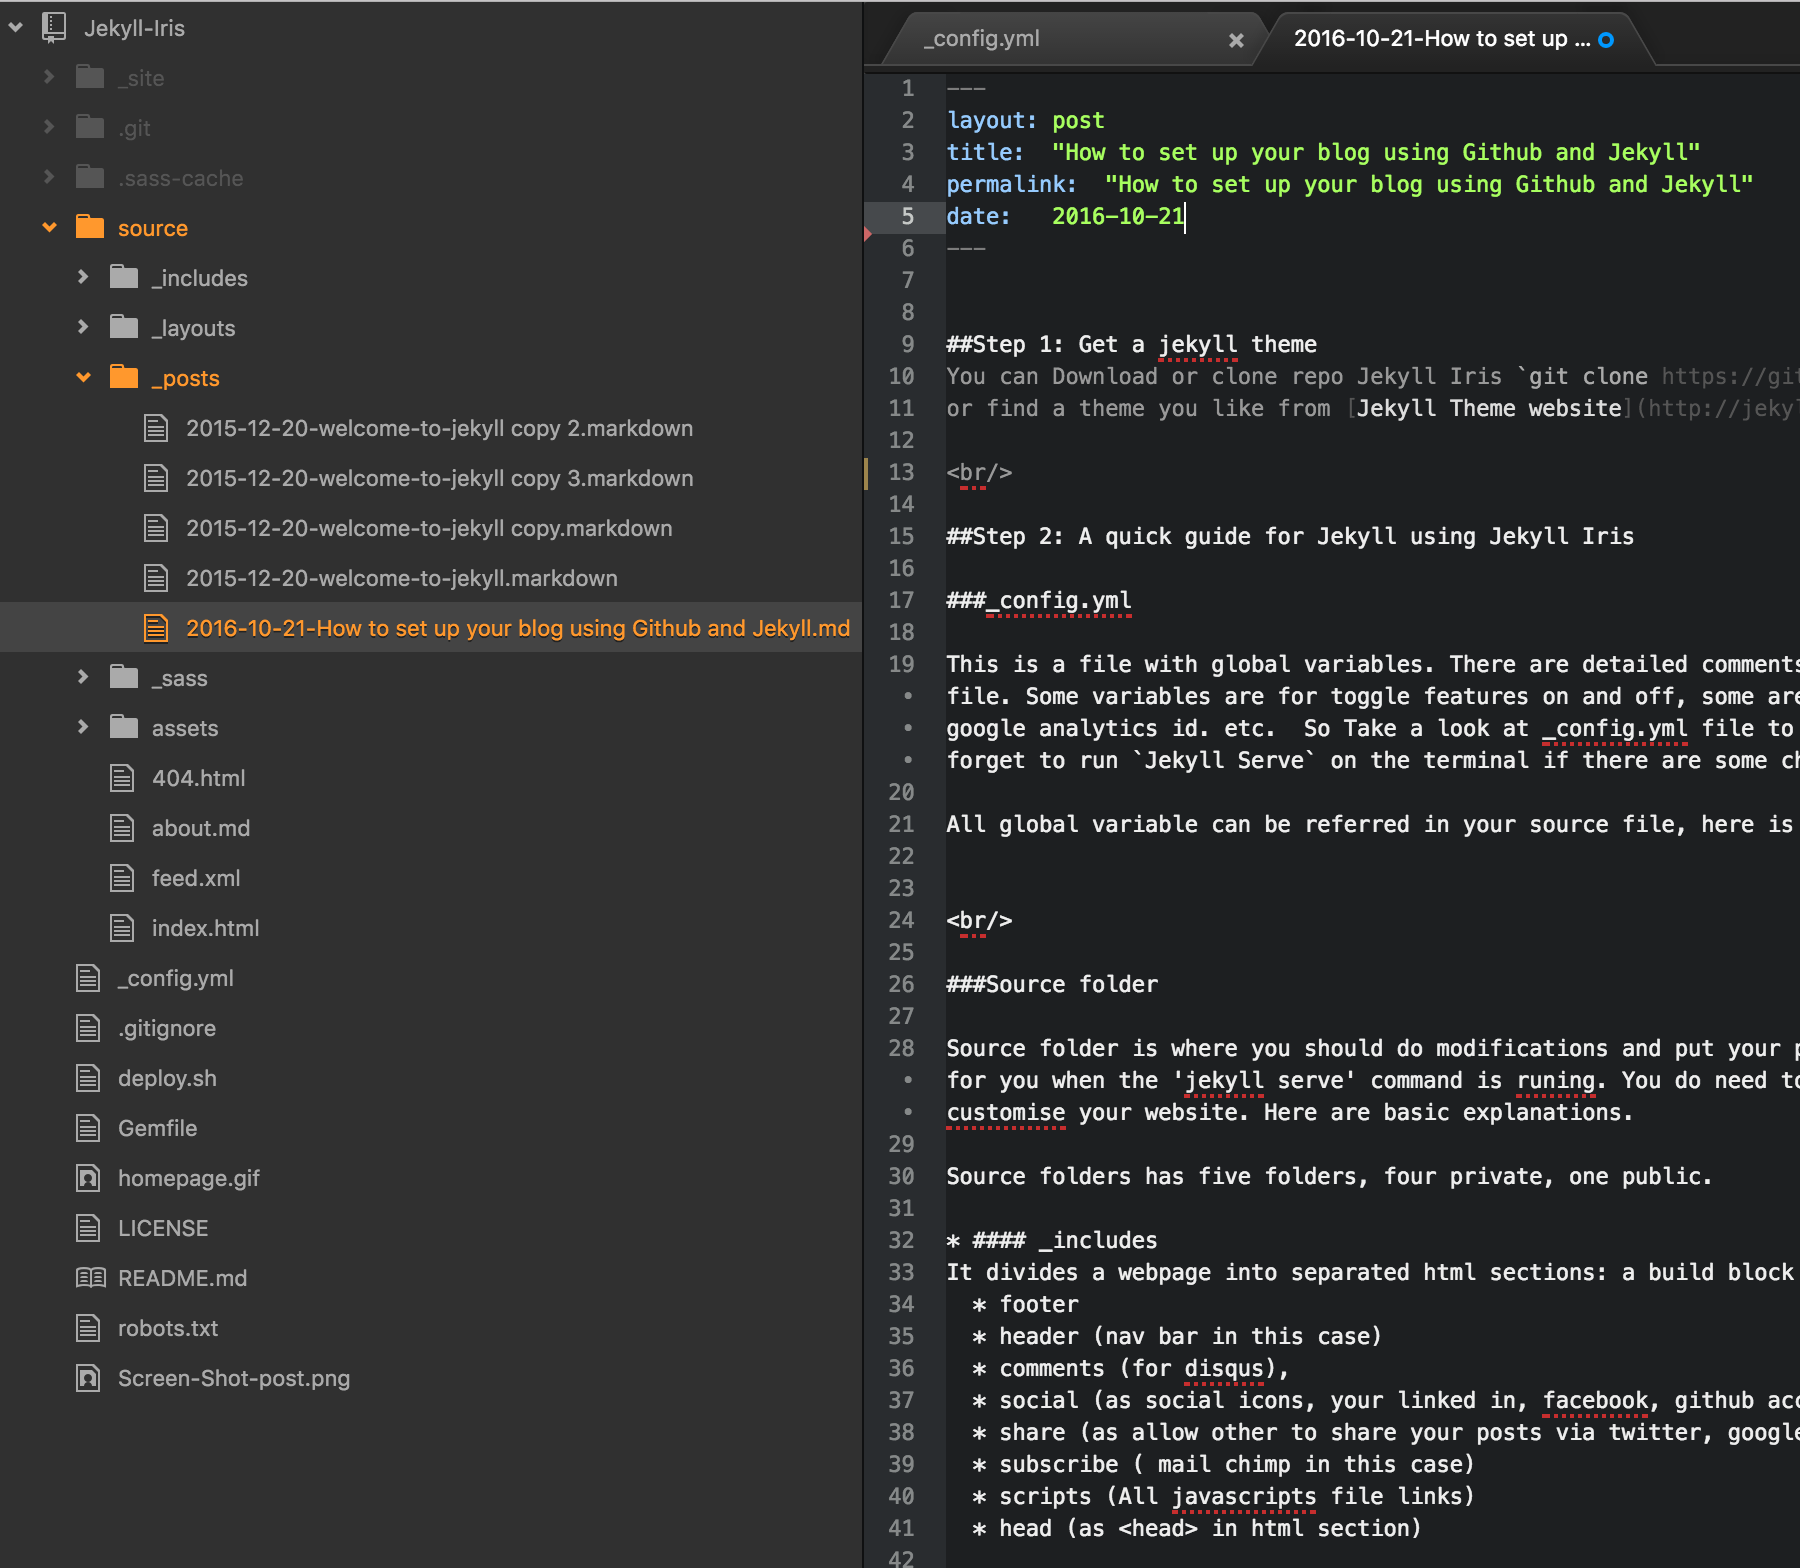 Jekyll-Iris
_site
.git
.sass-cache
source
_includes
_layouts
_posts
2015-12-20-welcome-to-jekyll copy 2.markdown
2015-12-20-welcome-to-jekyll copy 3.markdown
2015-12-20-welcome-to-jekyll copy.markdown
2015-12-20-welcome-to-jekyll.markdown
2016-10-21-How to set up your blog using Github and Jekyll.md
_sass
assets
404.html
about.md
feed.xml
index.html
_config.yml
.gitignore
deploy.sh
Gemfile
homepage.gif
LICENSE
README.md
robots.txt
Screen-Shot-post.png
_config.yml
2016-10-21-How to set up ...
1 ---
2 layout: post
3 title:  "How to set up your blog using Github and Jekyll"
4 permalink:  "How to set up your blog using Github and Jekyll"
5 date:   2016-10-21
6 ---
7
8
9 ##Step 1: Get a jekyll theme
10 You can Download or clone repo Jekyll Iris `git clone https://git
11 or find a theme you like from [Jekyll Theme website](http://jeky
12
13 <br/>
14
15 ##Step 2: A quick guide for Jekyll using Jekyll Iris
16
17 ###_config.yml
18
19 This is a file with global variables. There are detailed comments
• file. Some variables are for toggle features on and off, some are
• google analytics id. etc.  So Take a look at _config.yml file to
• forget to run `Jekyll Serve` on the terminal if there are some ch
20
21 All global variable can be referred in your source file, here is
22
23
24 <br/>
25
26 ###Source folder
27
28 Source folder is where you should do modifications and put your p
• for you when the 'jekyll serve' command is runing. You do need to
• customise your website. Here are basic explanations.
29
30 Source folders has five folders, four private, one public.
31
32 * #### _includes
33 It divides a webpage into separated html sections: a build block
34   * footer
35   * header (nav bar in this case)
36   * comments (for disqus),
37   * social (as social icons, your linked in, facebook, github acc
38   * share (as allow other to share your posts via twitter, google
39   * subscribe ( mail chimp in this case)
40   * scripts (All javascripts file links)
41   * head (as <head> in html section)
42